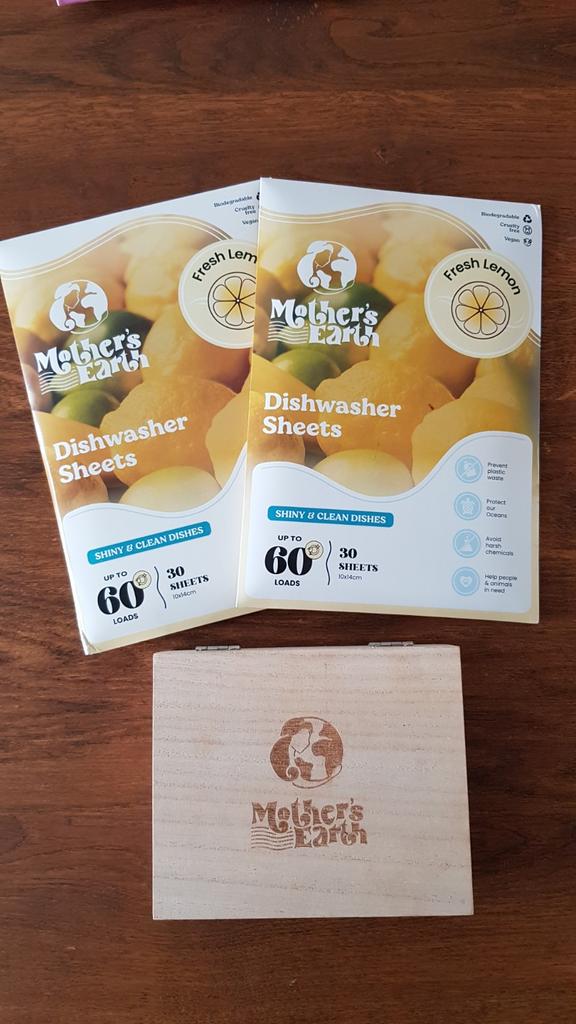 Biodegradable
Cruelty
free
Vegan
Fresh Lem
Mother's
Earth
Dishwasher
Sheets
SHINY & CLEAN DISHES
UP TO
60
LOADS
30
SHEETS
10x14cm
Biodegradable
Cruelty
free
Vegan
Fresh Lemon
Mother's
Earth
Dishwasher
Sheets
Prevent
plastic
waste
Protect
our
Oceans
Avoid
harsh
chemicals
Help people
& animals
in need
SHINY & CLEAN DISHES
UP TO
60
LOADS
30
SHEETS
10x14cm
Mother's
Earth